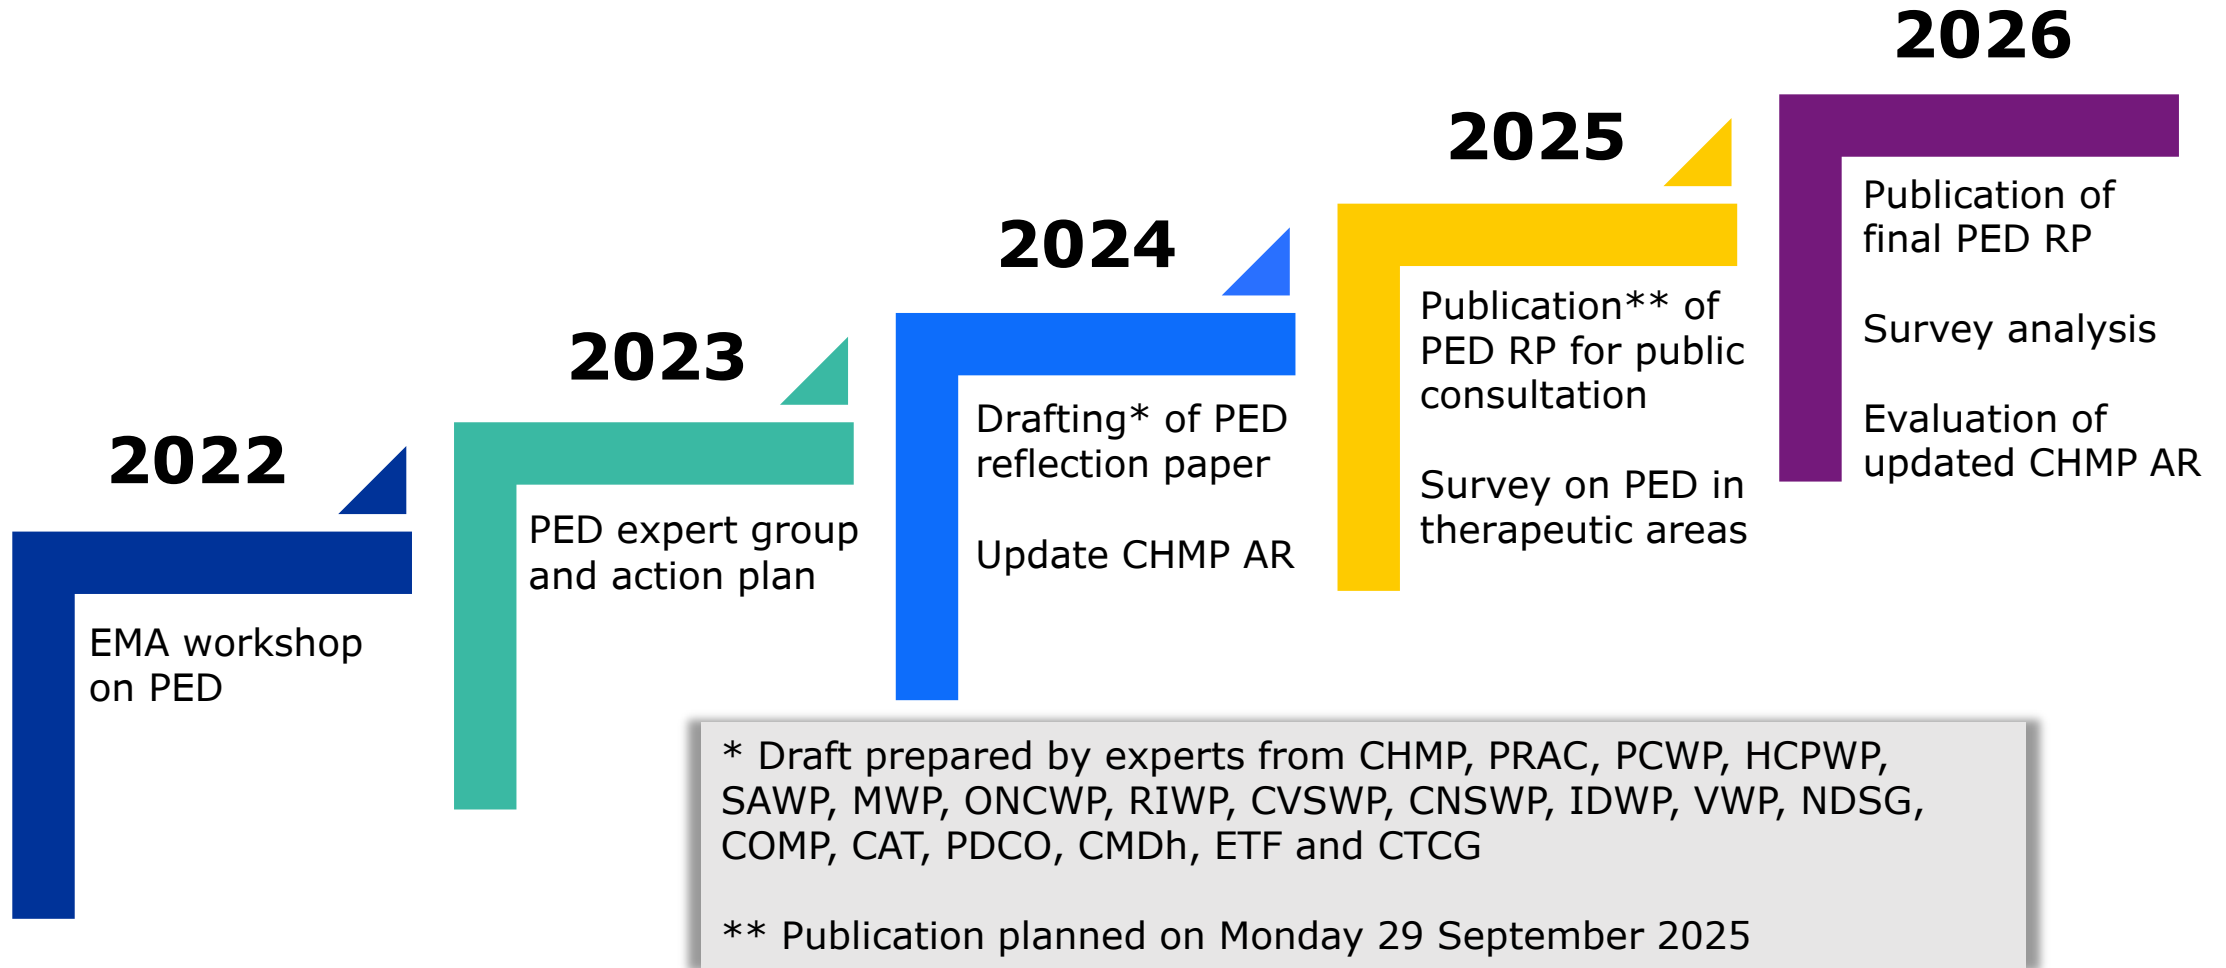 2022
EMA workshop
on PED
2023
PED expert group
and action plan
2024
Drafting* of PED
reflection paper
Update CHMP AR
2025
Publication** of
PED RP for public
consultation
Survey on PED in
therapeutic areas
2026
Publication of
final PED RP
Survey analysis
Evaluation of
updated CHMP AR
* Draft prepared by experts from CHMP, PRAC, PCWP, HCPWP,
SAWP, MWP, ONCWP, RIWP, CVSWP, CNSWP, IDWP, VWP, NDSG,
COMP, CAT, PDCO, CMDh, ETF and CTCG
** Publication planned on Monday 29 September 2025